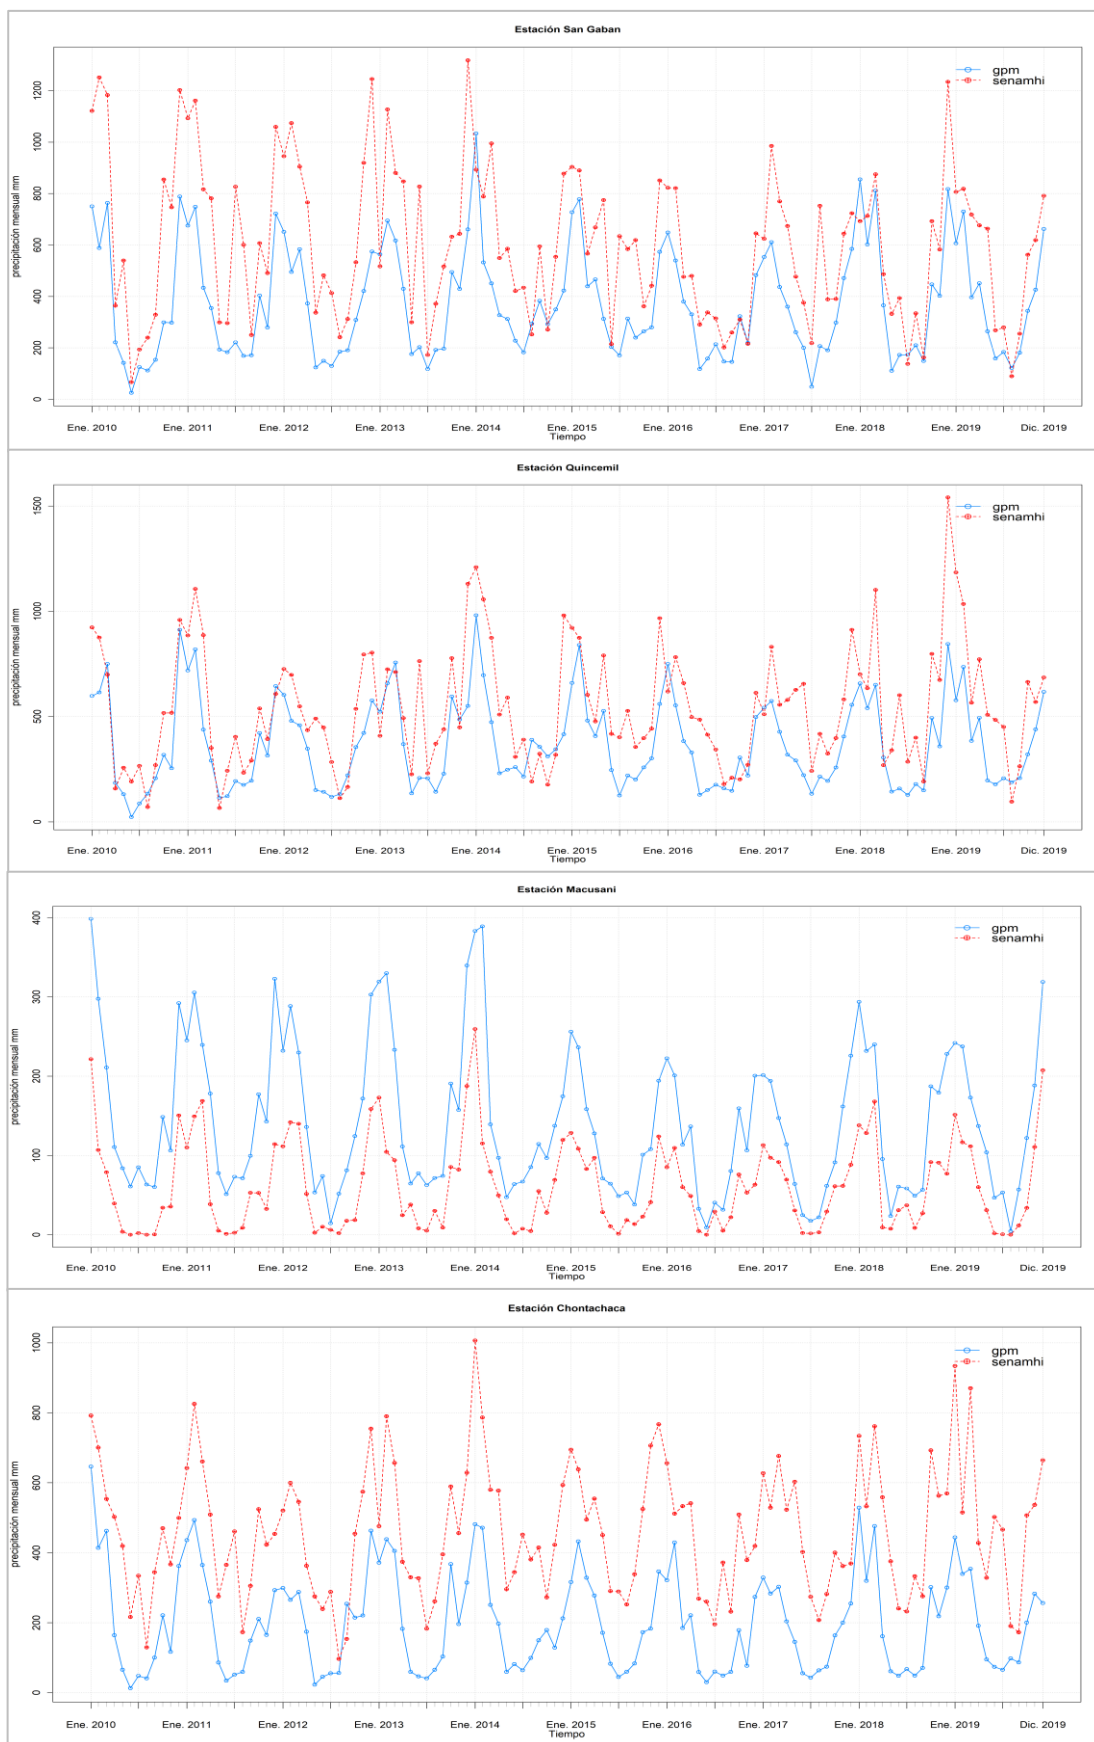 Estación San Gaban
gpm
senamhi
precipitación mensual mm
1200
1000
800
600
400
200
0
Ene. 2010 Ene. 2011 Ene. 2012 Ene. 2013 Ene. 2014 Ene. 2015 Ene. 2016 Ene. 2017 Ene. 2018 Ene. 2019 Dic. 2019
Tiempo
Estación Quincemil
gpm
senamhi
precipitación mensual mm
1500
1000
500
0
Ene. 2010 Ene. 2011 Ene. 2012 Ene. 2013 Ene. 2014 Ene. 2015 Ene. 2016 Ene. 2017 Ene. 2018 Ene. 2019 Dic. 2019
Tiempo
Estación Macusani
gpm
senamhi
precipitación mensual mm
400
300
200
100
0
Ene. 2010 Ene. 2011 Ene. 2012 Ene. 2013 Ene. 2014 Ene. 2015 Ene. 2016 Ene. 2017 Ene. 2018 Ene. 2019 Dic. 2019
Tiempo
Estación Chontachaca
gpm
senamhi
precipitación mensual mm
1000
800
600
400
200
0
Ene. 2010 Ene. 2011 Ene. 2012 Ene. 2013 Ene. 2014 Ene. 2015 Ene. 2016 Ene. 2017 Ene. 2018 Ene. 2019 Dic. 2019
Tiempo